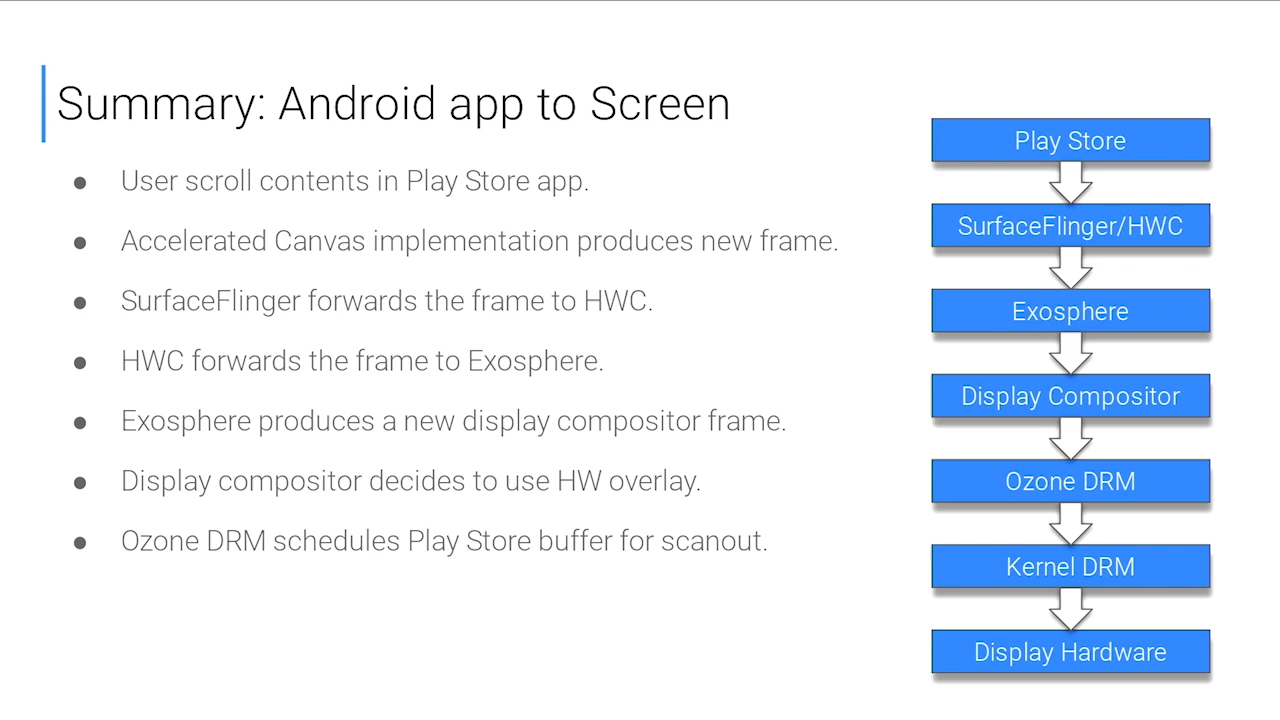 Summary: Android app to Screen
● User scroll contents in Play Store app.
● Accelerated Canvas implementation produces new frame.
● SurfaceFlinger forwards the frame to HWC.
● HWC forwards the frame to Exosphere.
● Exosphere produces a new display compositor frame.
● Display compositor decides to use HW overlay.
● Ozone DRM schedules Play Store buffer for scanout.
Play Store
SurfaceFlinger/HWC
Exosphere
Display Compositor
Ozone DRM
Kernel DRM
Display Hardware